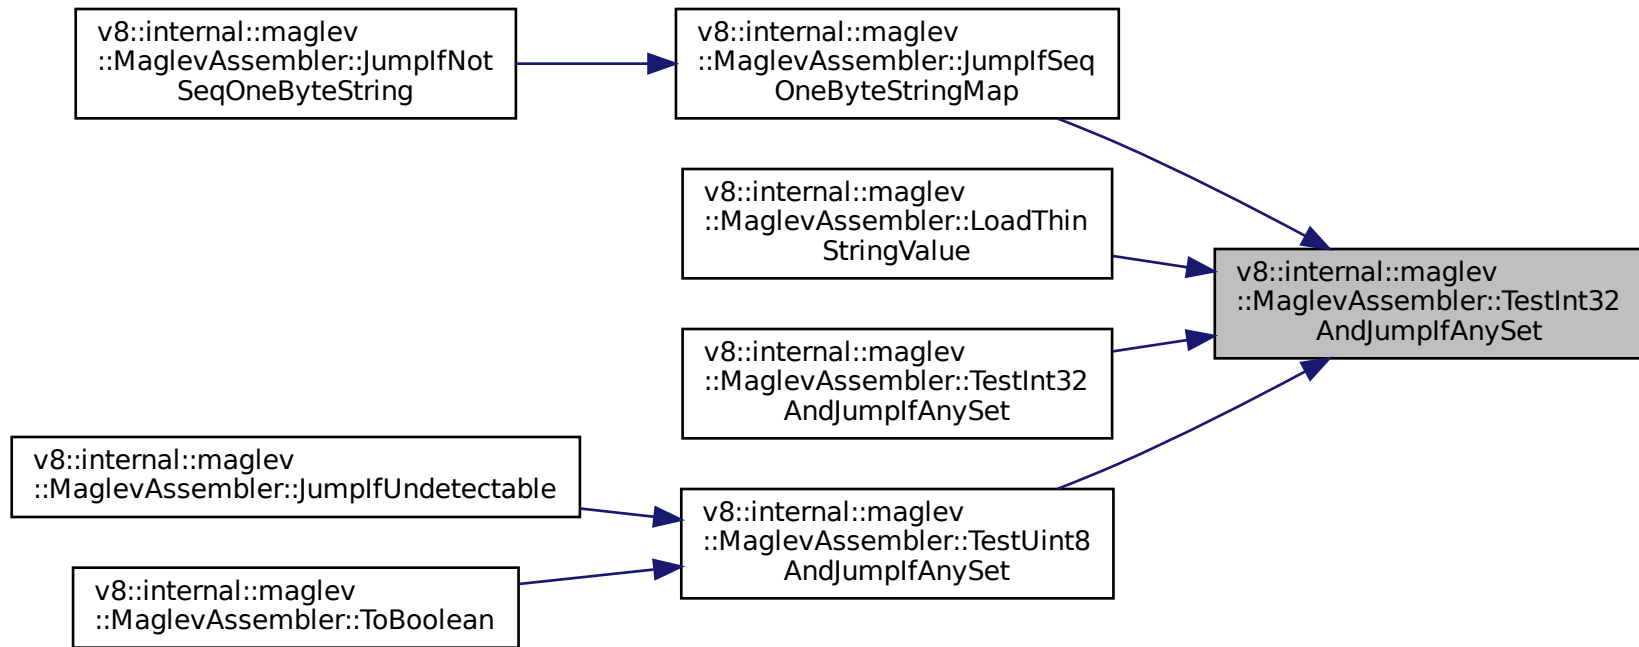 v8::internal::maglev
::MaglevAssembler::JumpIfNot
SeqOneByteString
v8::internal::maglev
::MaglevAssembler::JumpIfSeq
OneByteStringMap
v8::internal::maglev
::MaglevAssembler::LoadThin
StringValue
v8::internal::maglev
::MaglevAssembler::TestInt32
AndJumpIfAnySet
v8::internal::maglev
::MaglevAssembler::TestInt32
AndJumpIfAnySet
v8::internal::maglev
::MaglevAssembler::JumpIfUndetectable
v8::internal::maglev
::MaglevAssembler::TestUint8
AndJumpIfAnySet
v8::internal::maglev
::MaglevAssembler::ToBoolean